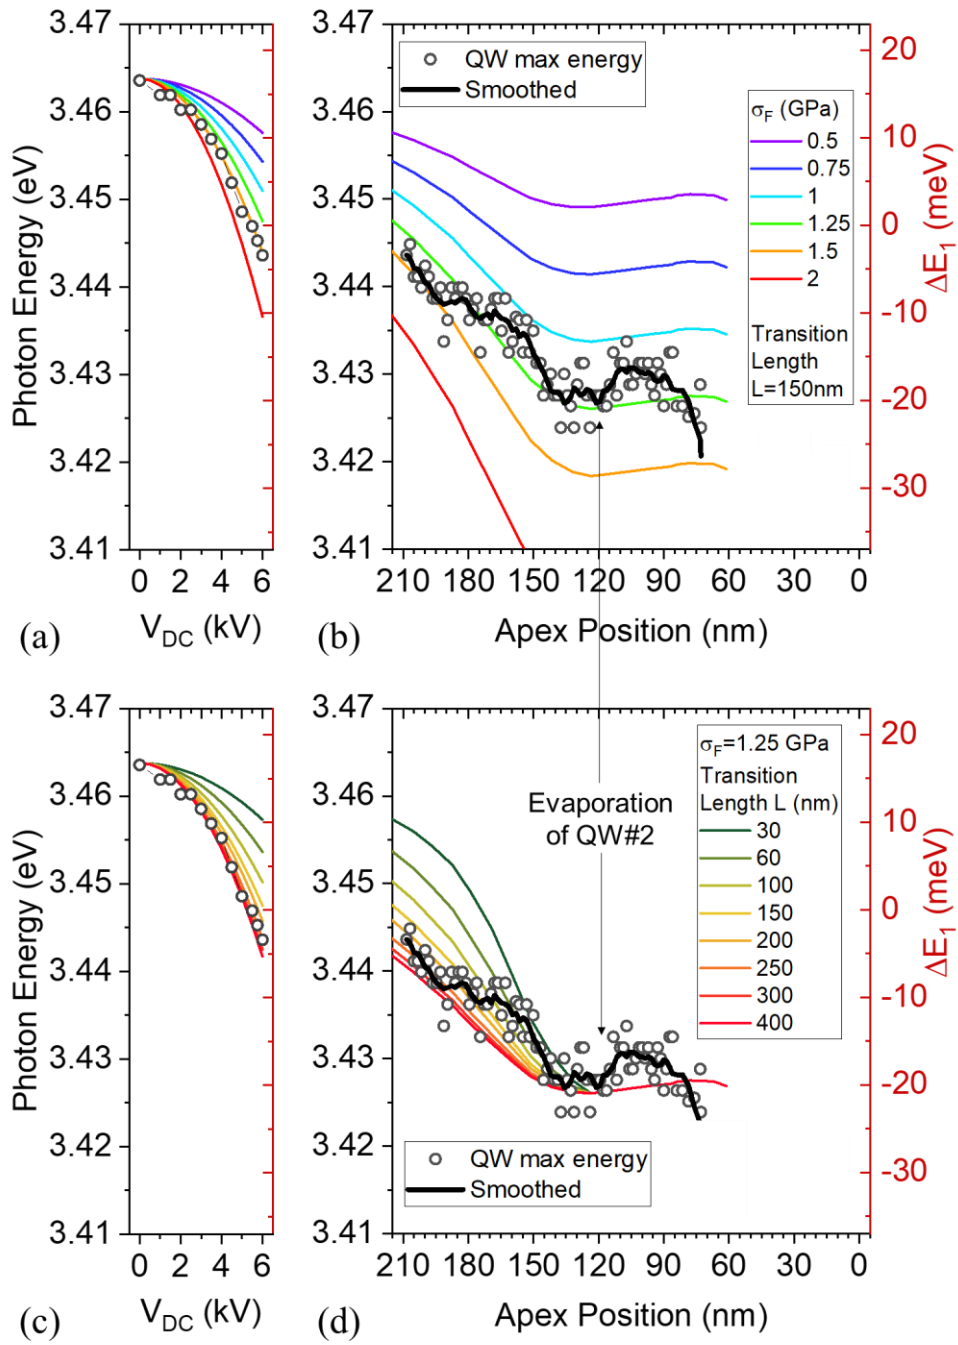 3.47
3.46
3.45
3.44
3.43
3.42
3.41
Photon Energy (eV)
0 2 4 6
V_DC (kV)
(a)
3.47
3.46
3.45
3.44
3.43
3.42
3.41
QW max energy
Smoothed
σ_F (GPa)
0.5
0.75
1
1.25
1.5
2
Transition
Length
L=150nm
20
10
0
-10
-20
-30
ΔE₁ (meV)
210 180 150 120 90 60 30 0
Apex Position (nm)
(b)
3.47
3.46
3.45
3.44
3.43
3.42
3.41
Photon Energy (eV)
0 2 4 6
V_DC (kV)
(c)
3.47
3.46
3.45
3.44
3.43
3.42
3.41
Evaporation
of QW#2
σ_F=1.25 GPa
Transition
Length L (nm)
30
60
100
150
200
250
300
400
QW max energy
Smoothed
20
10
0
-10
-20
-30
ΔE₁ (meV)
210 180 150 120 90 60 30 0
Apex Position (nm)
(d)